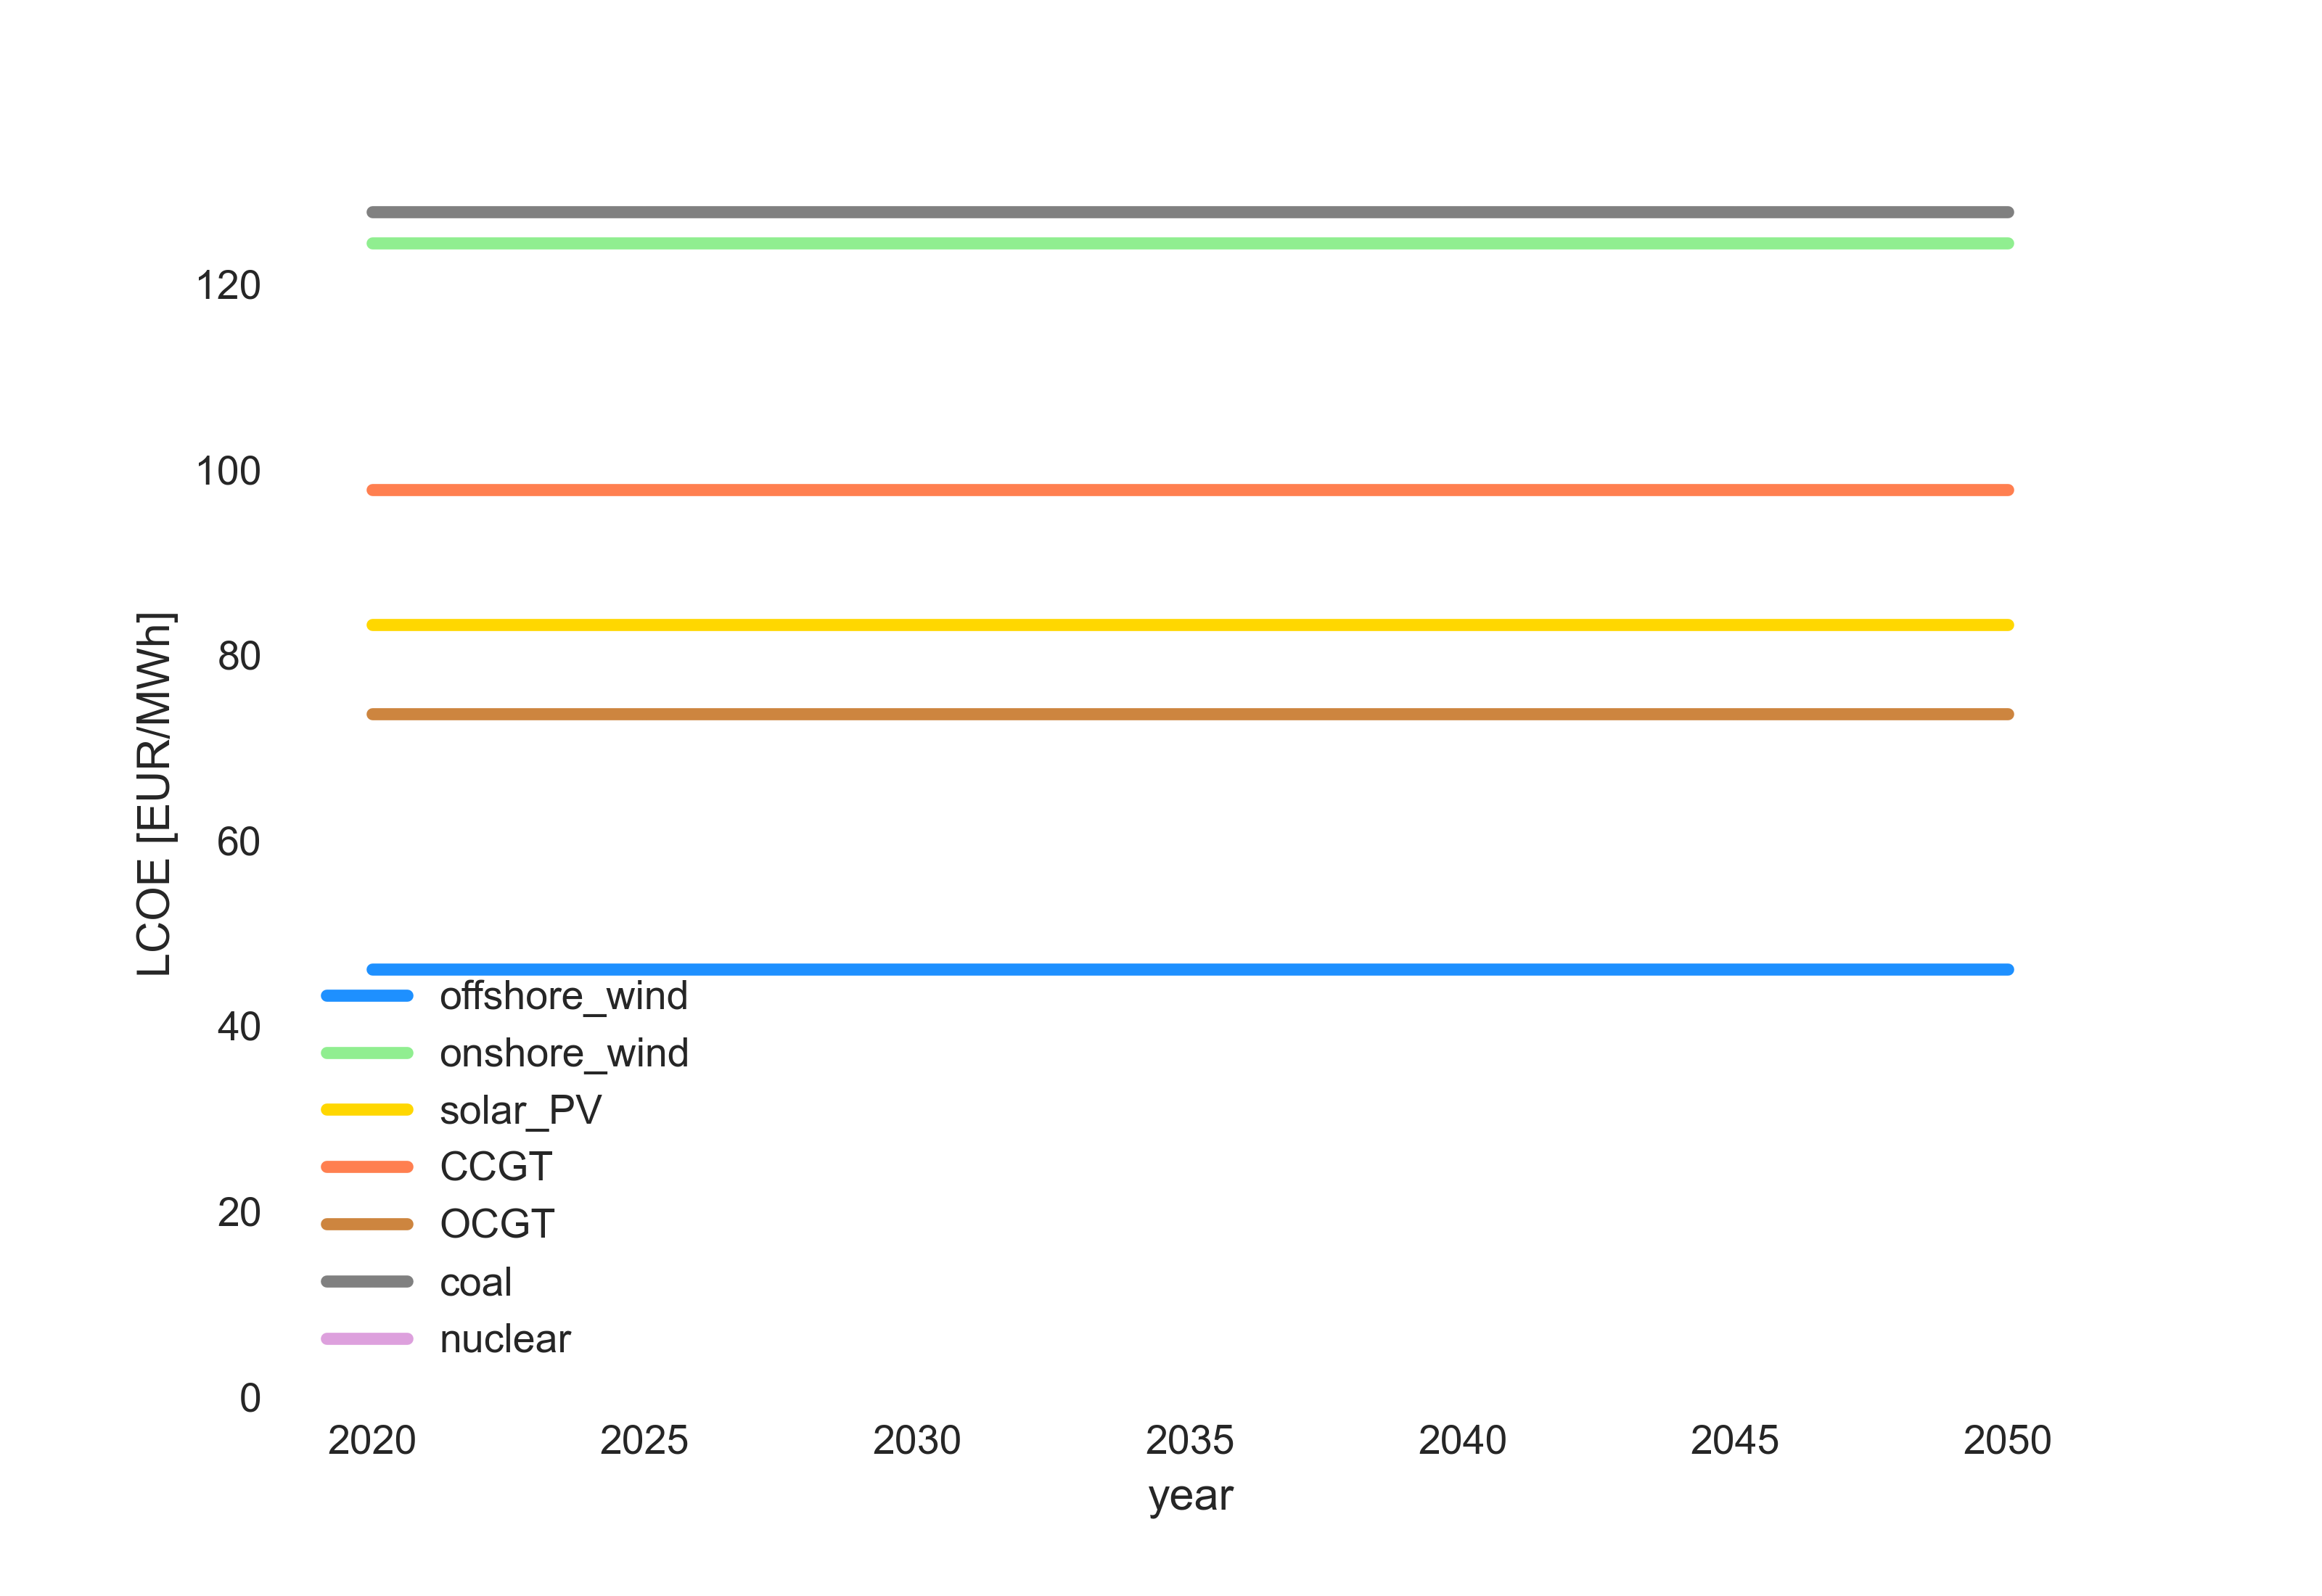 120
100
80
60
40
20
0
LCOE [EUR/MWh]
offshore_wind
onshore_wind
solar_PV
CCGT
OCGT
coal
nuclear
2020 2025 2030 2035 2040 2045 2050
year